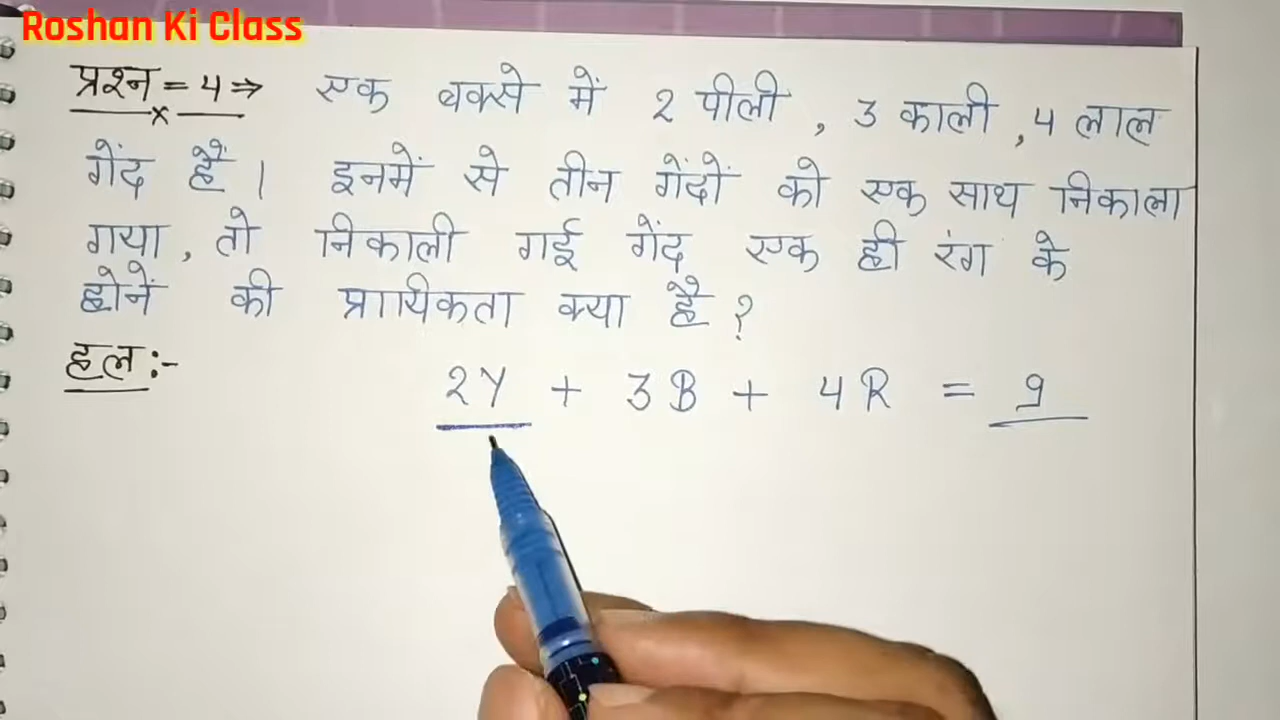 Roshan Ki Class
प्रश्न = 4 ⇒ एक बक्से में 2 पीली , 3 काली , 4 लाल
गेंद हैं । इनमें से तीन गेंदों को एक साथ निकाला
गया , तो निकाली गई गेंद एक ही रंग के
होनें की प्रायिकता क्या है ?
हल :-
2Y + 3B + 4R = 9